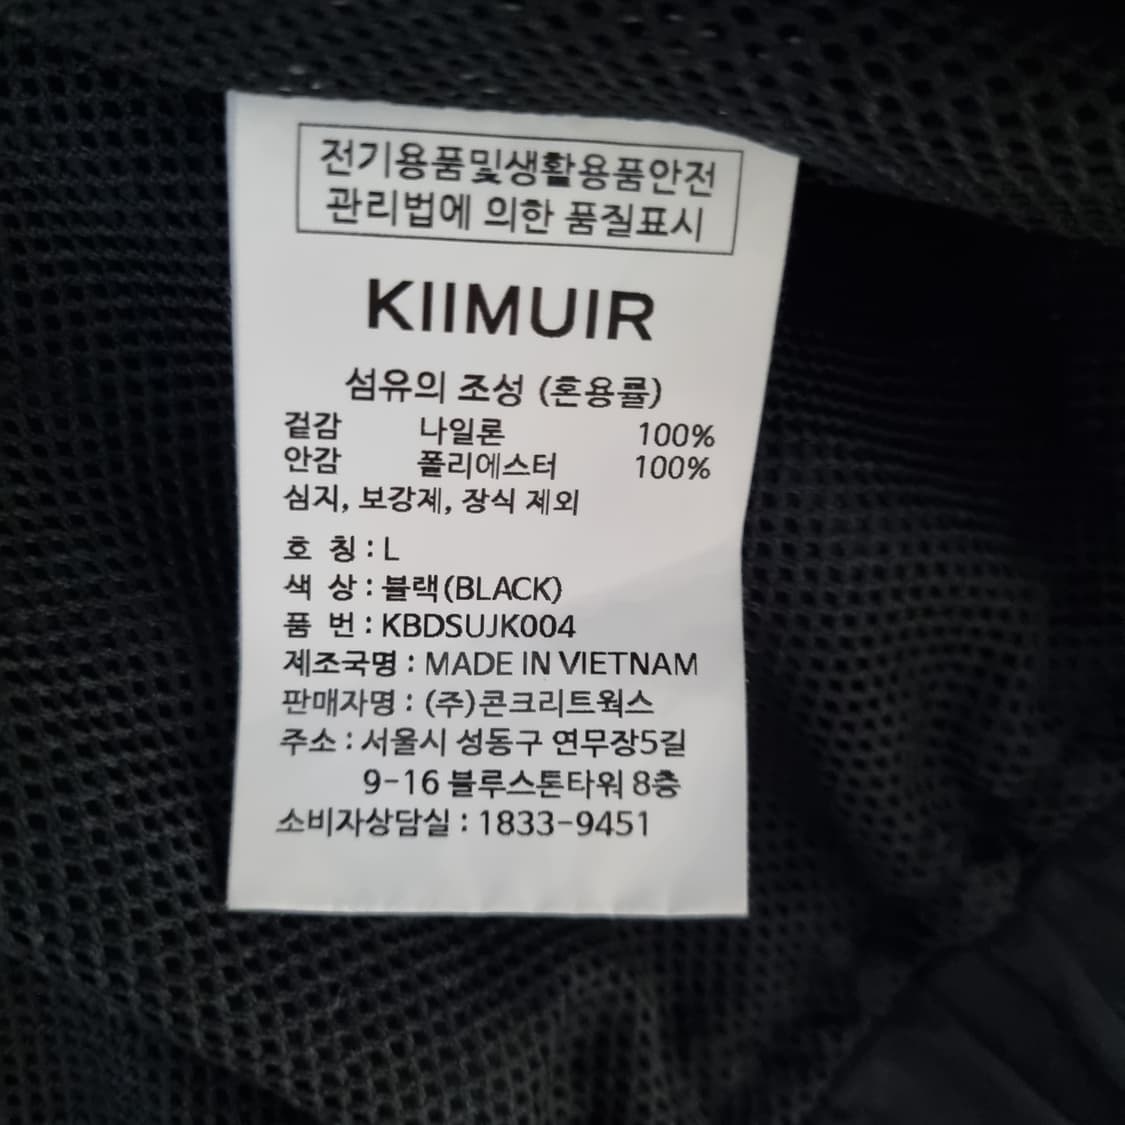 전기용품및생활용품안전
관리법에 의한 품질표시
KIIMUIR
섬유의 조성 (혼용률)
겉감 나일론 100%
안감 폴리에스터 100%
심지, 보강제, 장식 제외
호 칭 : L
색 상 : 블랙(BLACK)
품 번 : KBDSUJK004
제조국명 : MADE IN VIETNAM
판매자명 : (주)콘크리트웍스
주소 : 서울시 성동구 연무장5길
9-16 블루스톤타워 8층
소비자상담실 : 1833-9451